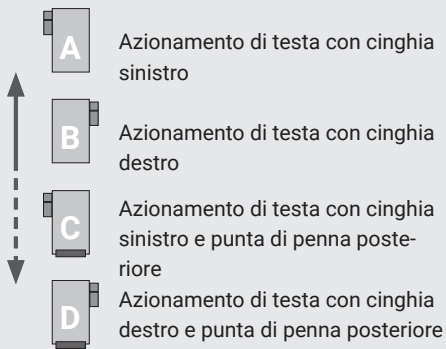 A
Azionamento di testa con cinghia
sinistro
B
Azionamento di testa con cinghia
destro
C
Azionamento di testa con cinghia
sinistro e punta di penna poste-
riore
D
Azionamento di testa con cinghia
destro e punta di penna posteriore